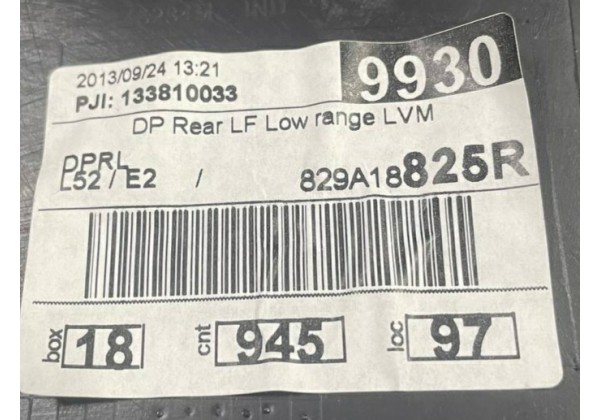 2013/09/24 13:21
9930
PJI: 133810033
DP Rear LF Low range LVM
DPRL
L52 / E2 / 829A18825R
box 18 cnt 945 loc 97